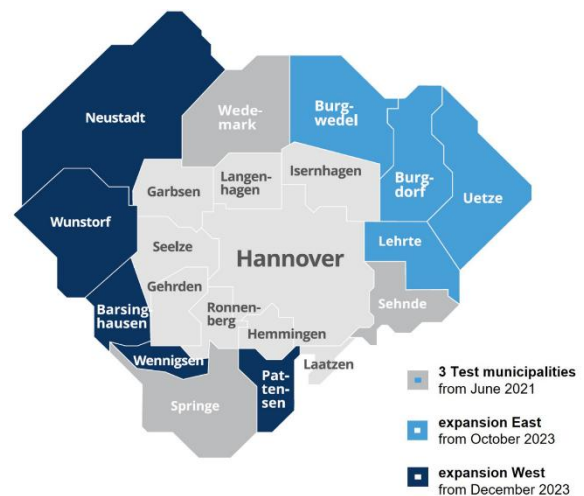 Neustadt
Wede-
mark
Burg-
wedel
Garbsen
Langen-
hagen
Isernhagen
Burg-
dorf
Uetze
Wunstorf
Seelze
Hannover
Lehrte
Gehrden
Sehnde
Barsing-
hausen
Ronnen-
berg
Hemmingen
Wennigsen
Laatzen
Springe
Pat-
ten-
sen
3 Test municipalities
from June 2021
expansion East
from October 2023
expansion West
from December 2023